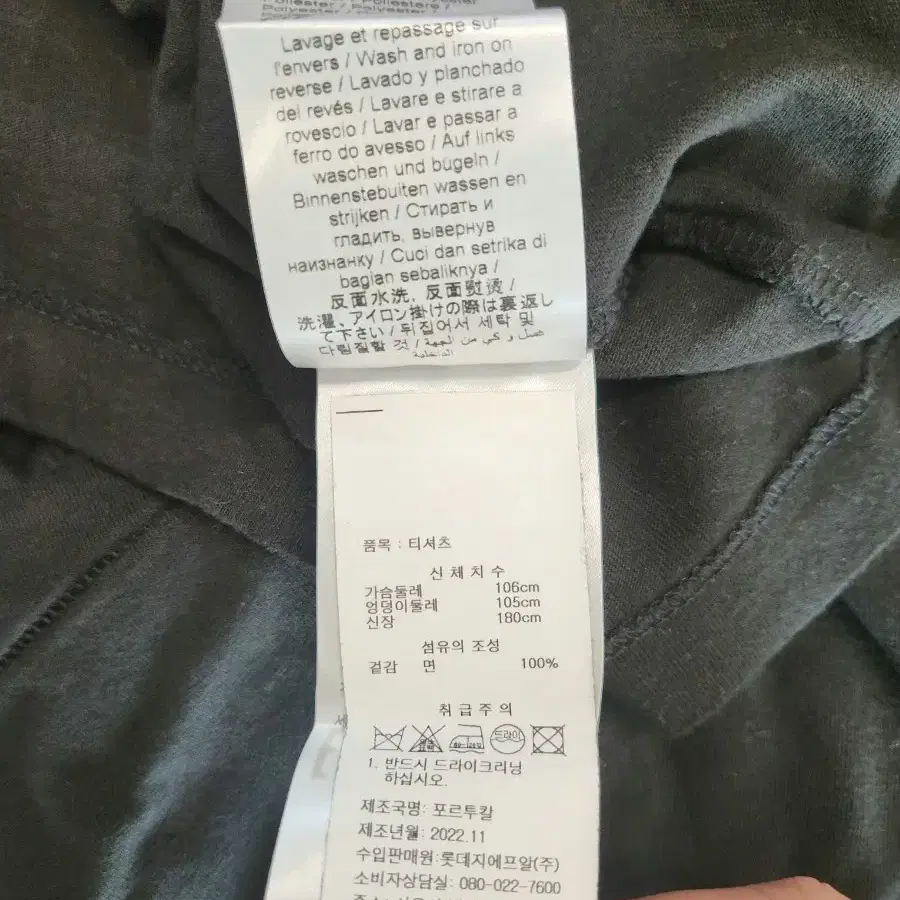 Lavage et repassage sur
l'envers / Wash and iron on
reverse / Lavado y planchado
del revés / Lavare e stirare a
rovescio / Lavar e passar a
ferro do avesso / Auf links
waschen und bügeln /
Binnenstebuiten wassen en
strijken / Стирать и
гладить, вывернув
наизнанку / Cuci dan setrika di
bagian sebaliknya /
反面水洗、反面熨烫 /
洗濯、アイロン掛けの際は裏返し
て下さい / 뒤집어서 세탁 및
다림질할 것 / غسل و كي من الجهة
الداخلية
품목 : 티셔츠
신체치수
가슴둘레 106cm
엉덩이둘레 105cm
신장 180cm
섬유의 조성
겉감 면 100%
취급주의
드라이
1. 반드시 드라이크리닝
하십시오.
제조국명: 포르투칼
제조년월: 2022.11
수입판매원:롯데지에프알(주)
소비자상담실: 080-022-7600